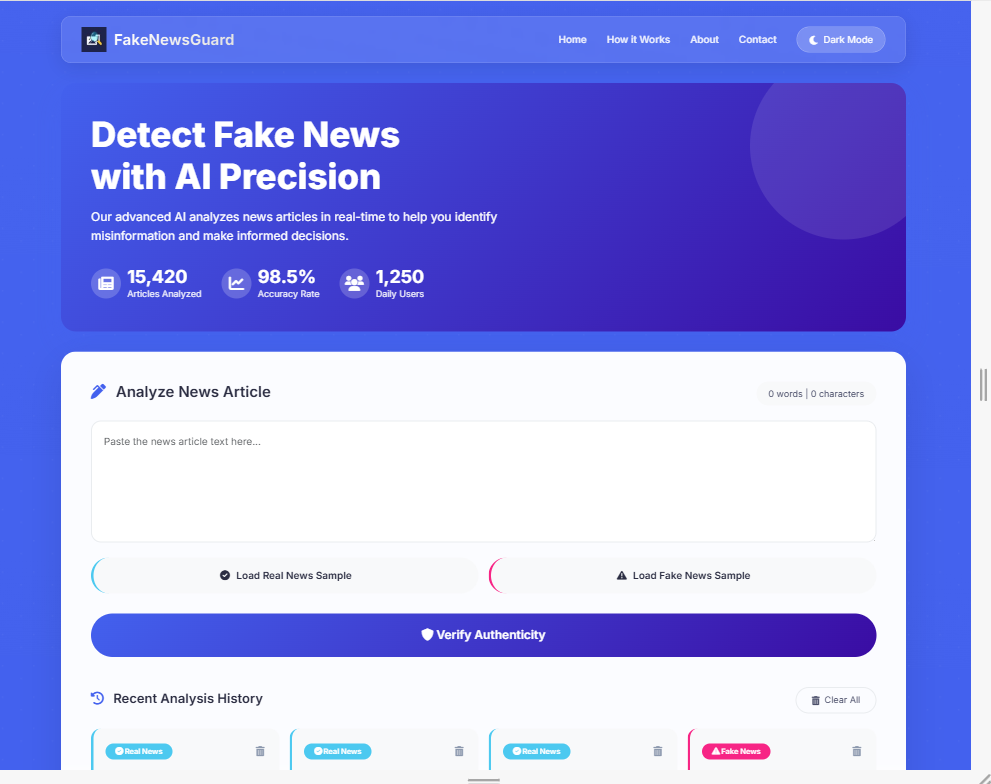 FakeNewsGuard
Home How it Works About Contact Dark Mode
Detect Fake News
with AI Precision
Our advanced AI analyzes news articles in real-time to help you identify
misinformation and make informed decisions.
15,420 98.5% 1,250
Articles Analyzed Accuracy Rate Daily Users
Analyze News Article 0 words | 0 characters
Paste the news article text here...
Load Real News Sample Load Fake News Sample
Verify Authenticity
Recent Analysis History Clear All
Real News Real News Real News Fake News